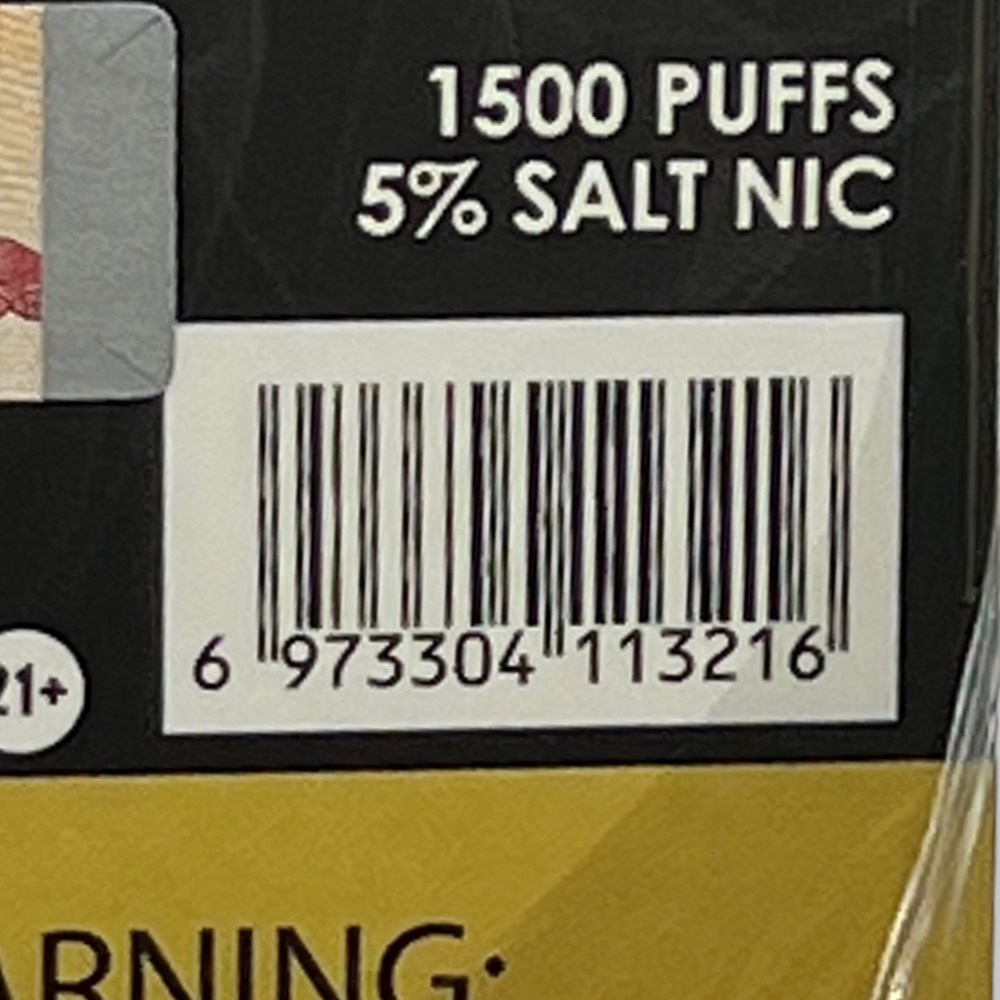 1500 PUFFS
5% SALT NIC
6 973304 113216
21+
ARNING: